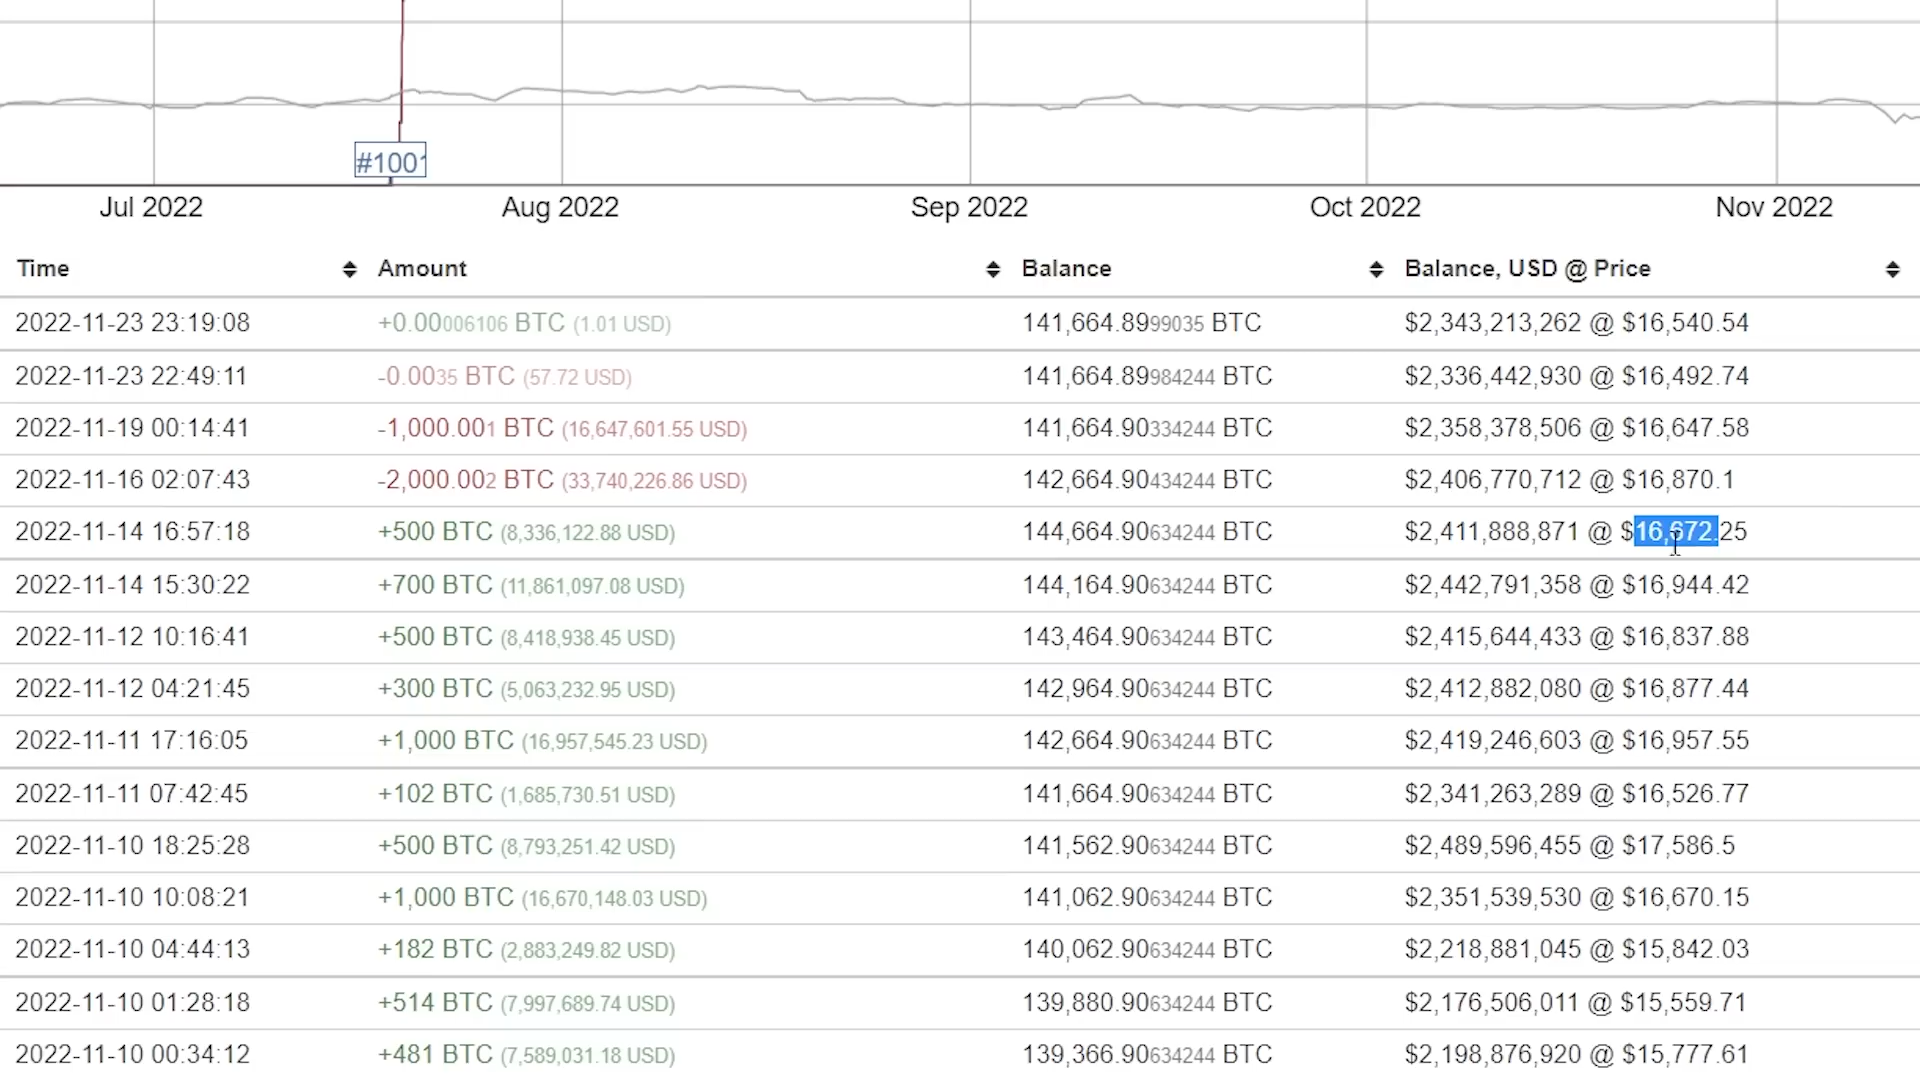 #1001
Jul 2022 Aug 2022 Sep 2022 Oct 2022 Nov 2022
Time Amount Balance Balance, USD @ Price
2022-11-23 23:19:08 +0.00006106 BTC (1.01 USD) 141,664.8999035 BTC $2,343,213,262 @ $16,540.54
2022-11-23 22:49:11 -0.0035 BTC (57.72 USD) 141,664.89984244 BTC $2,336,442,930 @ $16,492.74
2022-11-19 00:14:41 -1,000.001 BTC (16,647,601.55 USD) 141,664.90334244 BTC $2,358,378,506 @ $16,647.58
2022-11-16 02:07:43 -2,000.002 BTC (33,740,226.86 USD) 142,664.90434244 BTC $2,406,770,712 @ $16,870.1
2022-11-14 16:57:18 +500 BTC (8,336,122.88 USD) 144,664.90634244 BTC $2,411,888,871 @ $16,672.25
2022-11-14 15:30:22 +700 BTC (11,861,097.08 USD) 144,164.90634244 BTC $2,442,791,358 @ $16,944.42
2022-11-12 10:16:41 +500 BTC (8,418,938.45 USD) 143,464.90634244 BTC $2,415,644,433 @ $16,837.88
2022-11-12 04:21:45 +300 BTC (5,063,232.95 USD) 142,964.90634244 BTC $2,412,882,080 @ $16,877.44
2022-11-11 17:16:05 +1,000 BTC (16,957,545.23 USD) 142,664.90634244 BTC $2,419,246,603 @ $16,957.55
2022-11-11 07:42:45 +102 BTC (1,685,730.51 USD) 141,664.90634244 BTC $2,341,263,289 @ $16,526.77
2022-11-10 18:25:28 +500 BTC (8,793,251.42 USD) 141,562.90634244 BTC $2,489,596,455 @ $17,586.5
2022-11-10 10:08:21 +1,000 BTC (16,670,148.03 USD) 141,062.90634244 BTC $2,351,539,530 @ $16,670.15
2022-11-10 04:44:13 +182 BTC (2,883,249.82 USD) 140,062.90634244 BTC $2,218,881,045 @ $15,842.03
2022-11-10 01:28:18 +514 BTC (7,997,689.74 USD) 139,880.90634244 BTC $2,176,506,011 @ $15,559.71
2022-11-10 00:34:12 +481 BTC (7,589,031.18 USD) 139,366.90634244 BTC $2,198,876,920 @ $15,777.61